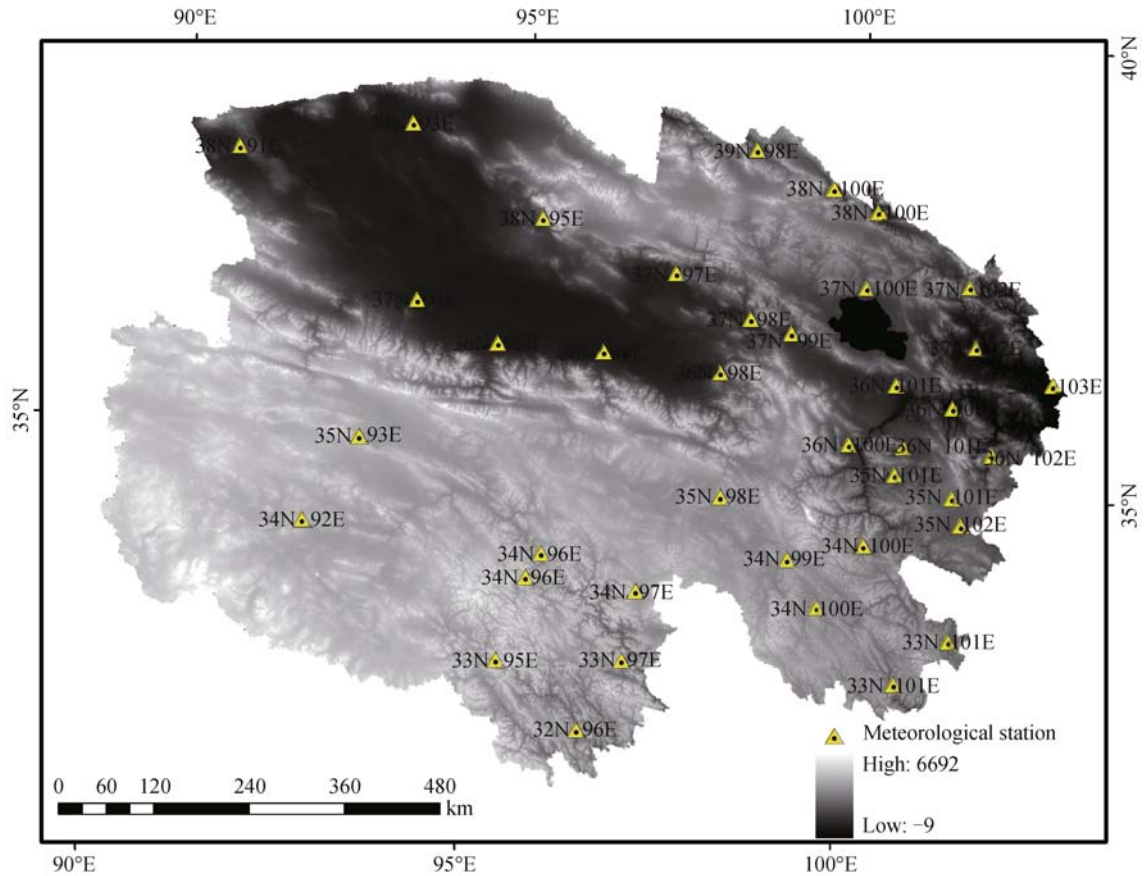 90°E 95°E 100°E
40°N
38N 93E
38N 91E
39N 98E
38N 100E
38N 100E
38N 95E
37N 97E
37N 100E
37N 102E
37N
37N 98E
37N 99E
36N
36N 98E
36N 101E
103E
36N
35°N
35N 93E
36N 100E
36N 101E
36N 102E
35N 101E
35N 98E
35N 101E
35°N
34N 92E
35N 102E
34N 100E
34N 96E
34N 99E
34N 96E
34N 97E
34N 100E
33N 101E
33N 95E
33N 97E
33N 101E
32N 96E
Meteorological station
High: 6692
Low: −9
0 60 120 240 360 480
km
90°E 95°E 100°E